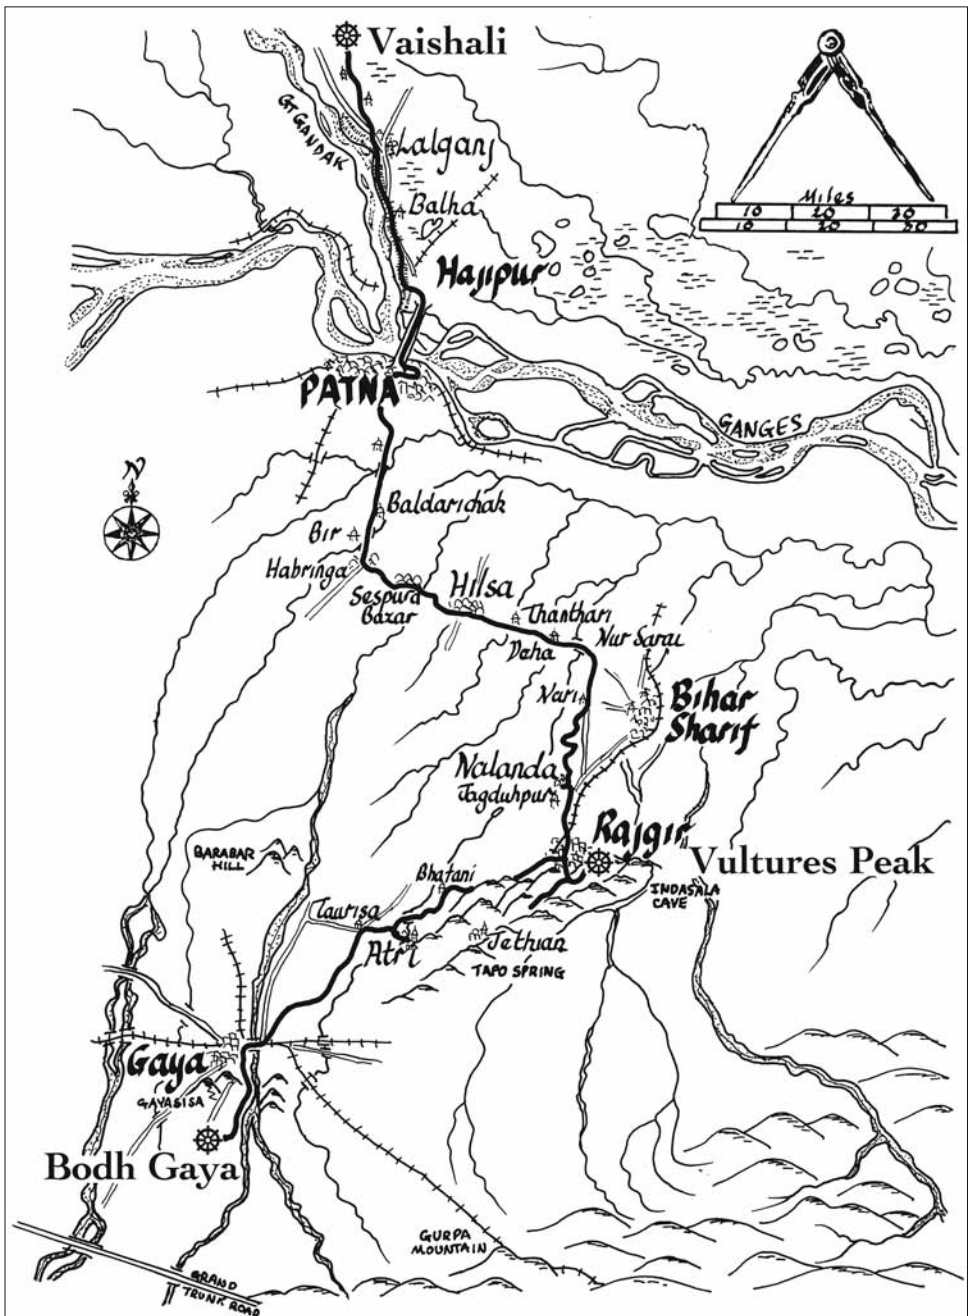 Vaishali
GT GANDAK
Lalganj
Balha
Miles
10 20 30
10 20 30
Hajipur
PATNA
GANGES
N
Baldarichak
Bir
Habringa
Sespura
Bazar
Hilsa
Thanthari
Daha
Nur Sarai
Nari
Bihar
Sharif
Nalanda
Jagduhpur
Rajgir
Vultures Peak
BARABAR
HILL
Bhatani
INDASALA
CAVE
Taurisa
Atri
Jethian
TAPO SPRING
Gaya
GAYASISA
Bodh Gaya
GURPA
MOUNTAIN
GRAND
TRUNK ROAD